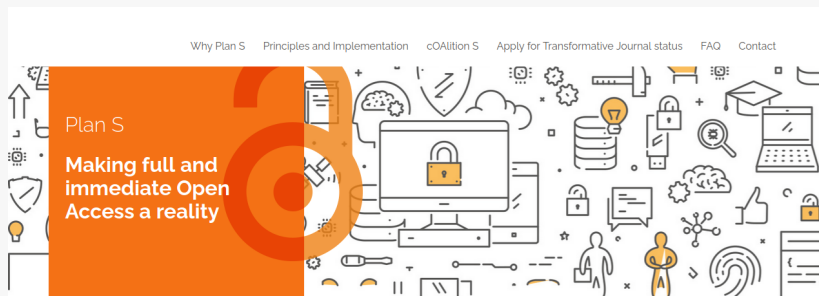 Why Plan S Principles and Implementation cOAlition S Apply for Transformative Journal status FAQ Contact
Plan S
Making full and
immediate Open
Access a reality